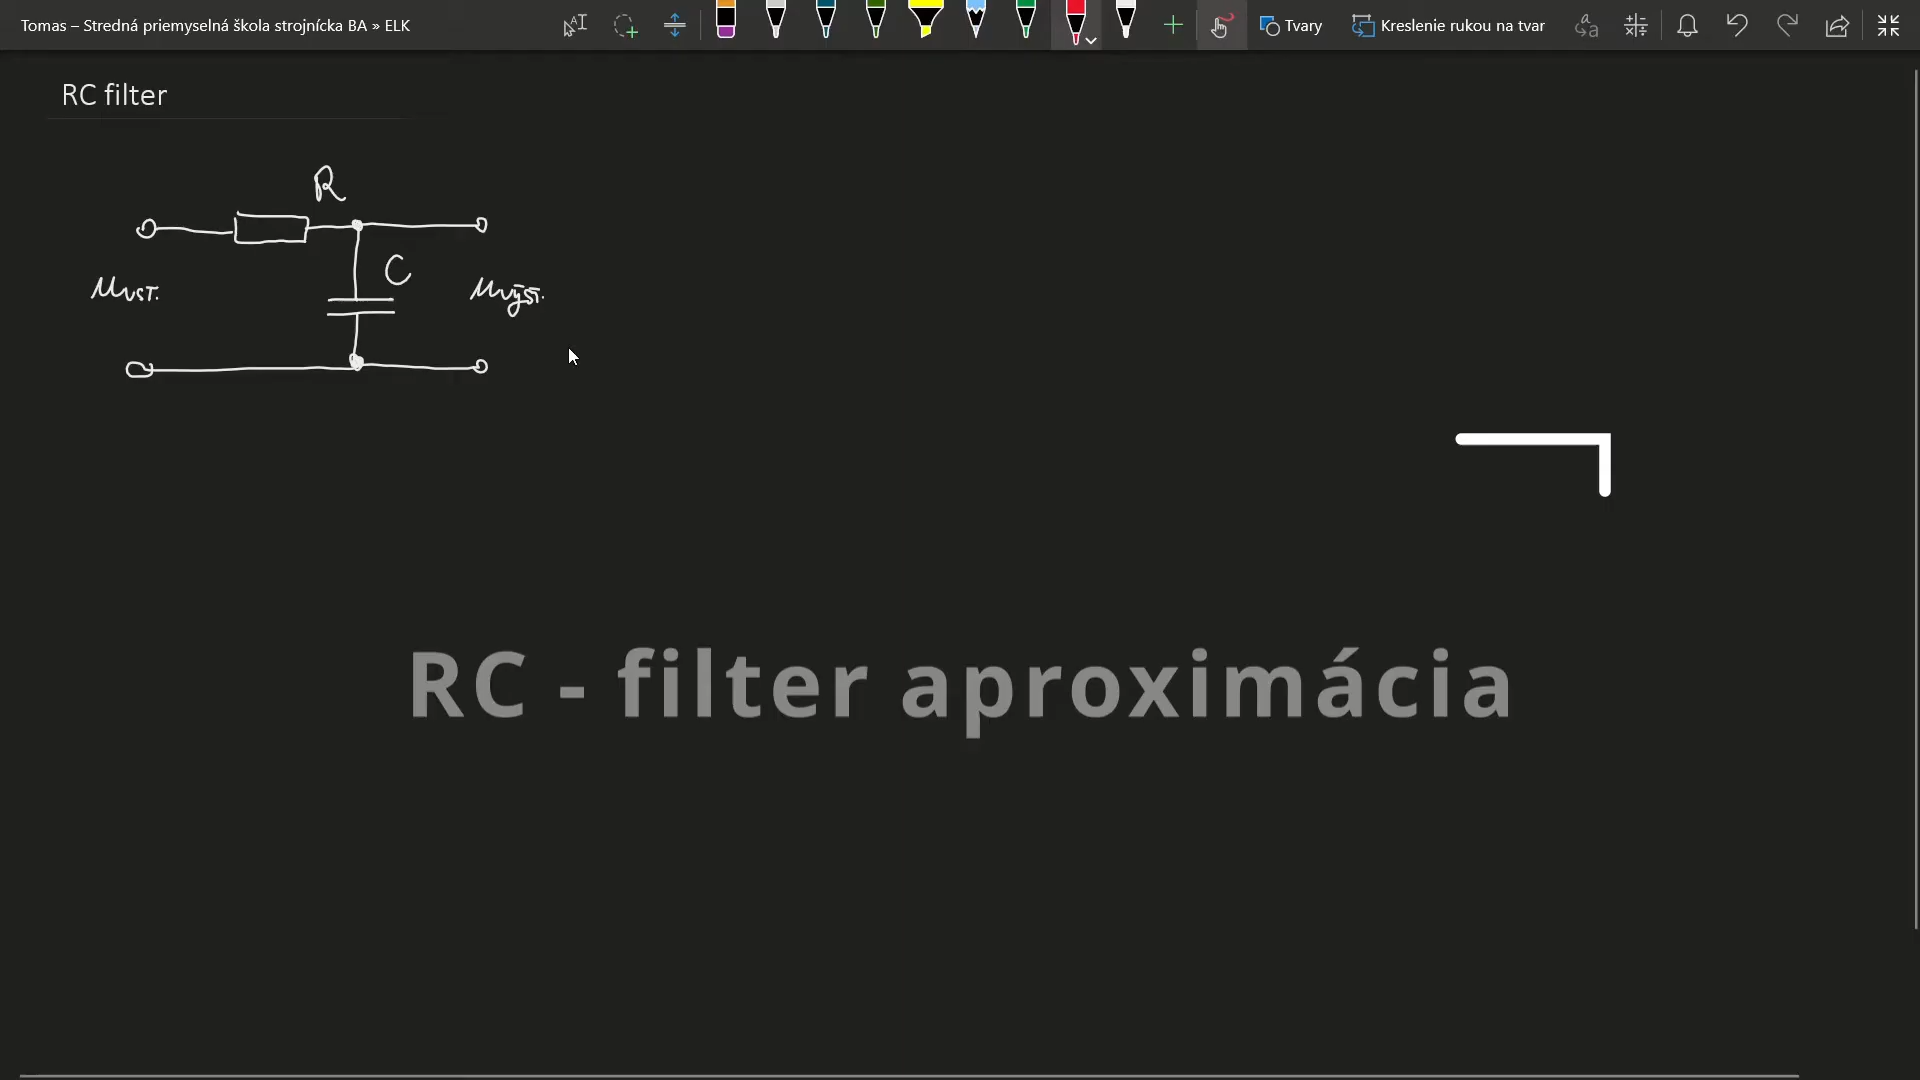 Tomas – Stredná priemyselná škola strojnícka BA » ELK
Tvary
Kreslenie rukou na tvar
RC filter
R
C
Uvst.
Uvýst.
RC - filter aproximácia